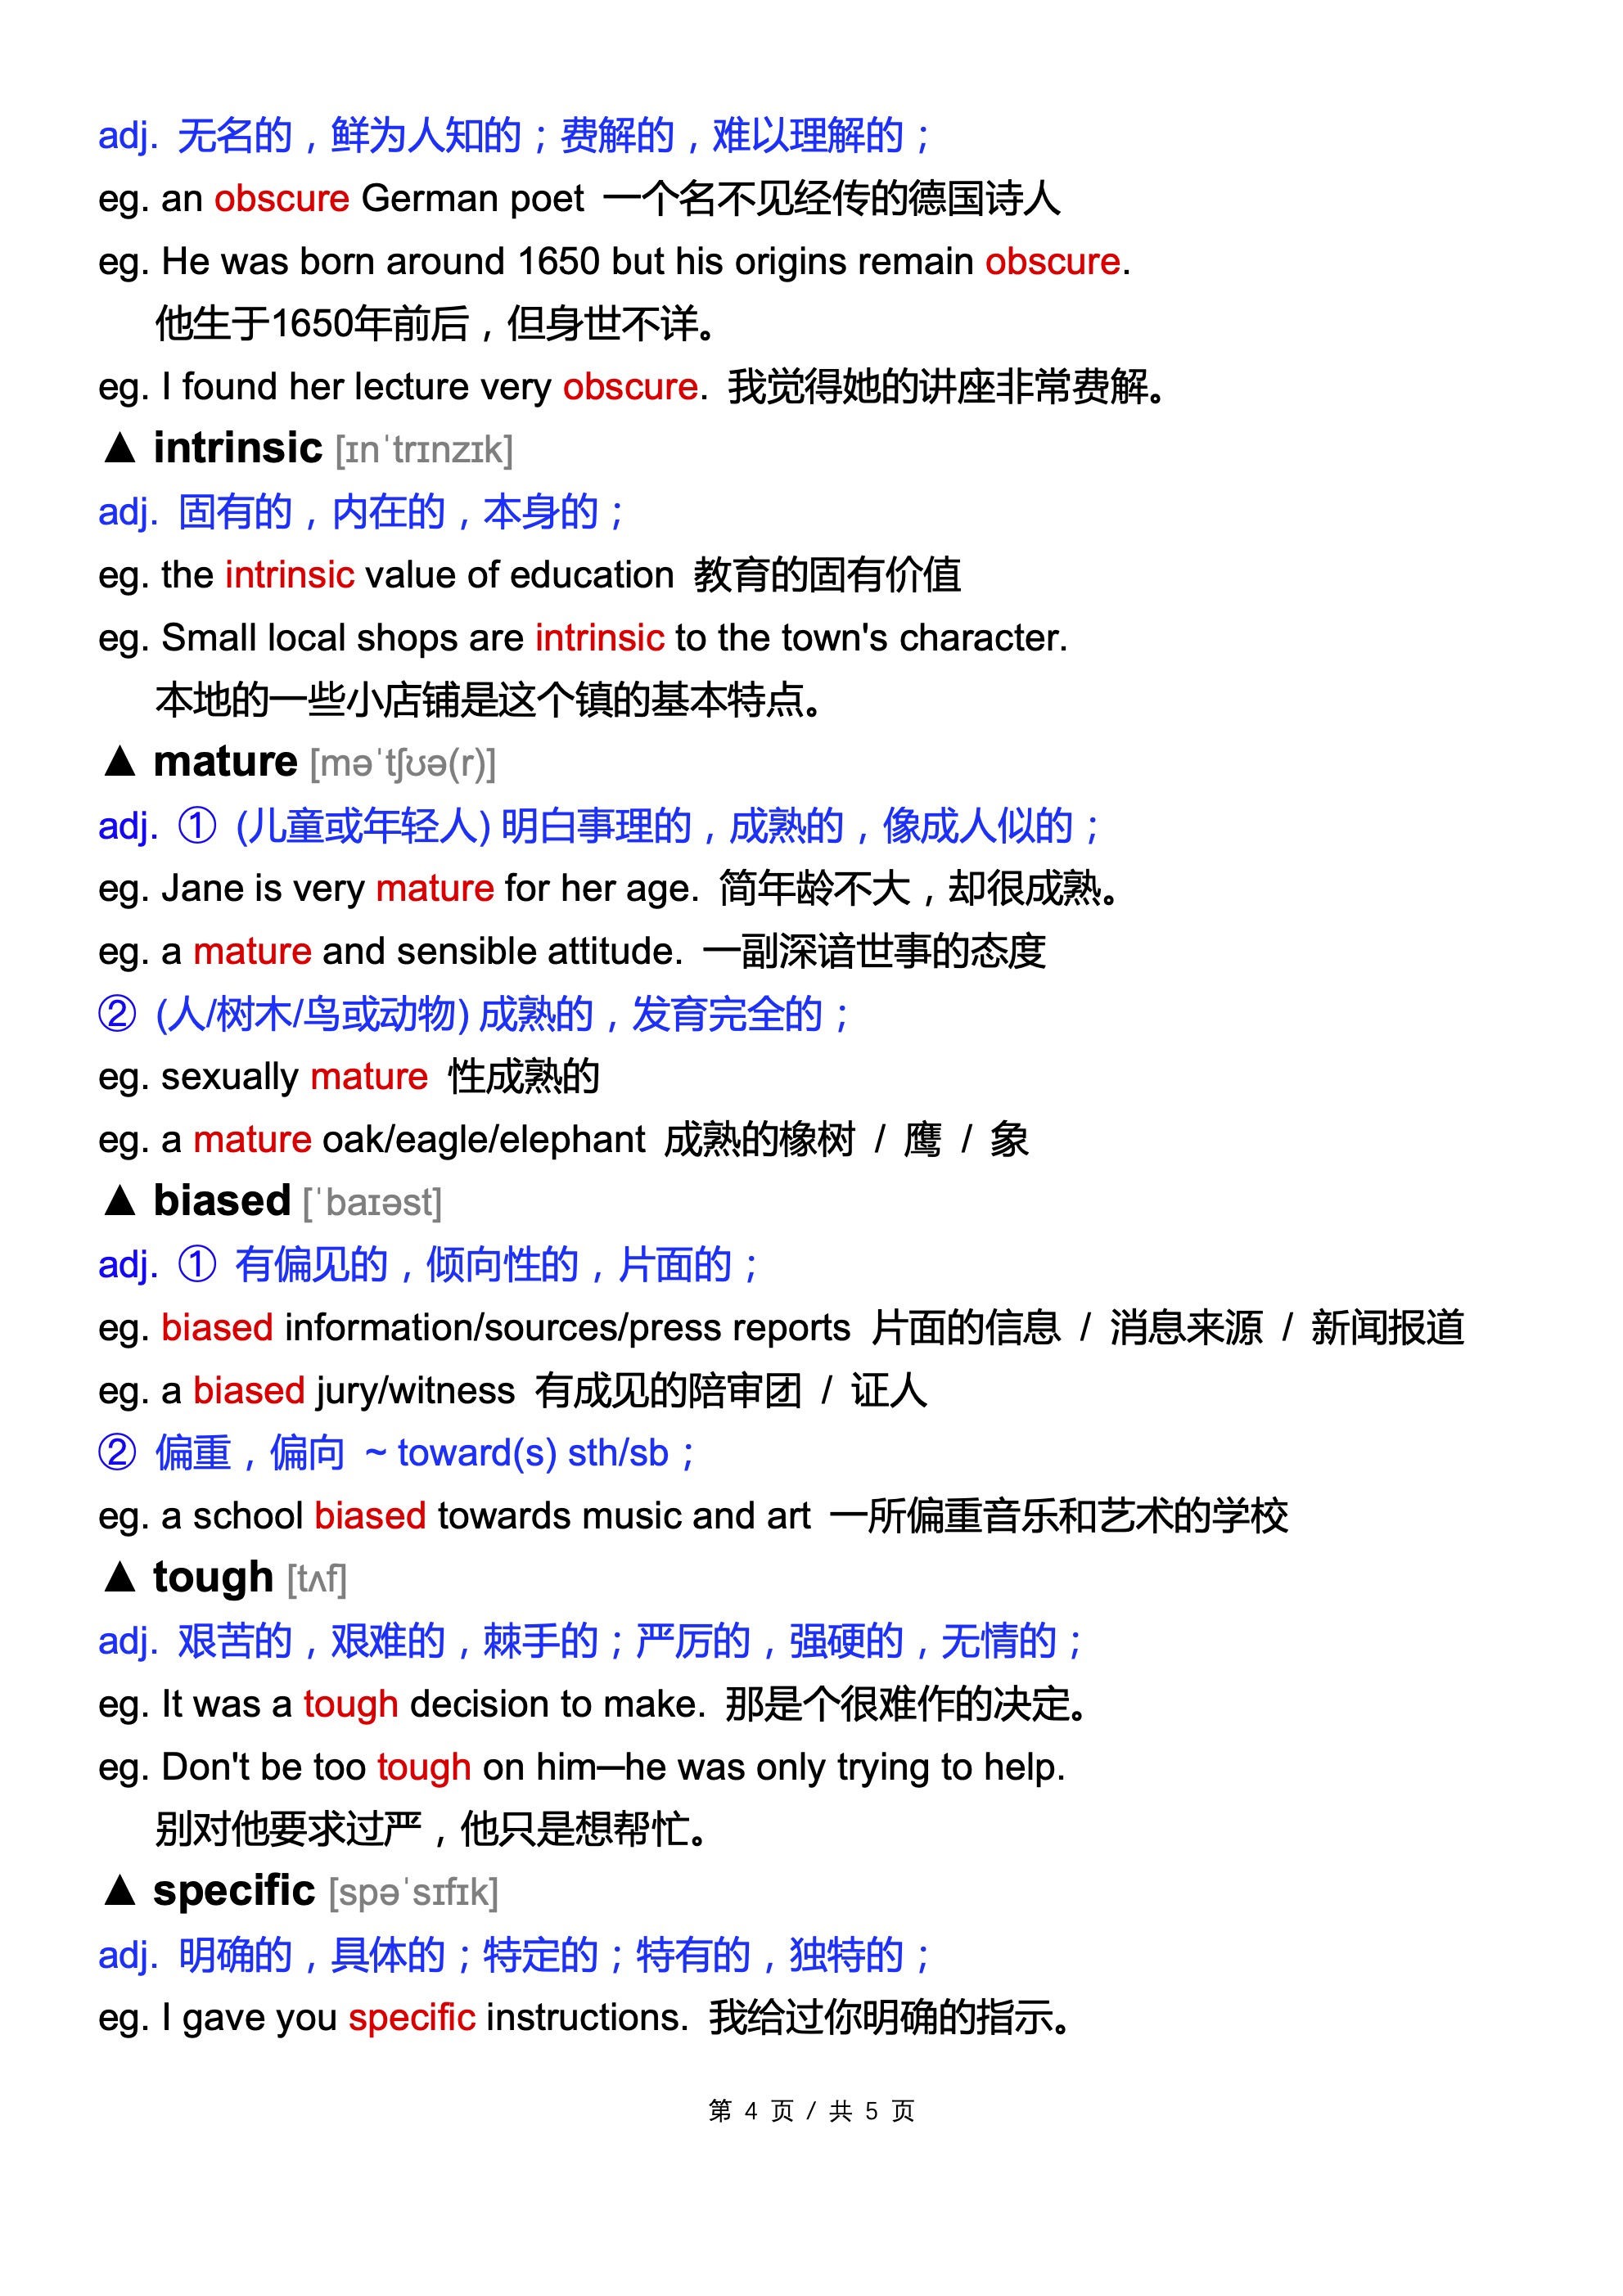 adj. 无名的，鲜为人知的；费解的，难以理解的；
eg. an obscure German poet 一个名不见经传的德国诗人
eg. He was born around 1650 but his origins remain obscure.
他生于1650年前后，但身世不详。
eg. I found her lecture very obscure. 我觉得她的讲座非常费解。
▲ intrinsic [ɪnˈtrɪnzɪk]
adj. 固有的，内在的，本身的；
eg. the intrinsic value of education 教育的固有价值
eg. Small local shops are intrinsic to the town's character.
本地的一些小店铺是这个镇的基本特点。
▲ mature [məˈtʃʊə(r)]
adj. ① (儿童或年轻人) 明白事理的，成熟的，像成人似的；
eg. Jane is very mature for her age. 简年龄不大，却很成熟。
eg. a mature and sensible attitude. 一副深谙世事的态度
② (人/树木/鸟或动物) 成熟的，发育完全的；
eg. sexually mature 性成熟的
eg. a mature oak/eagle/elephant 成熟的橡树 / 鹰 / 象
▲ biased [ˈbaɪəst]
adj. ① 有偏见的，倾向性的，片面的；
eg. biased information/sources/press reports 片面的信息 / 消息来源 / 新闻报道
eg. a biased jury/witness 有成见的陪审团 / 证人
② 偏重，偏向 ~ toward(s) sth/sb；
eg. a school biased towards music and art 一所偏重音乐和艺术的学校
▲ tough [tʌf]
adj. 艰苦的，艰难的，棘手的；严厉的，强硬的，无情的；
eg. It was a tough decision to make. 那是个很难作的决定。
eg. Don't be too tough on him—he was only trying to help.
别对他要求过严，他只是想帮忙。
▲ specific [spəˈsɪfɪk]
adj. 明确的，具体的；特定的；特有的，独特的；
eg. I gave you specific instructions. 我给过你明确的指示。
第 4 页 / 共 5 页